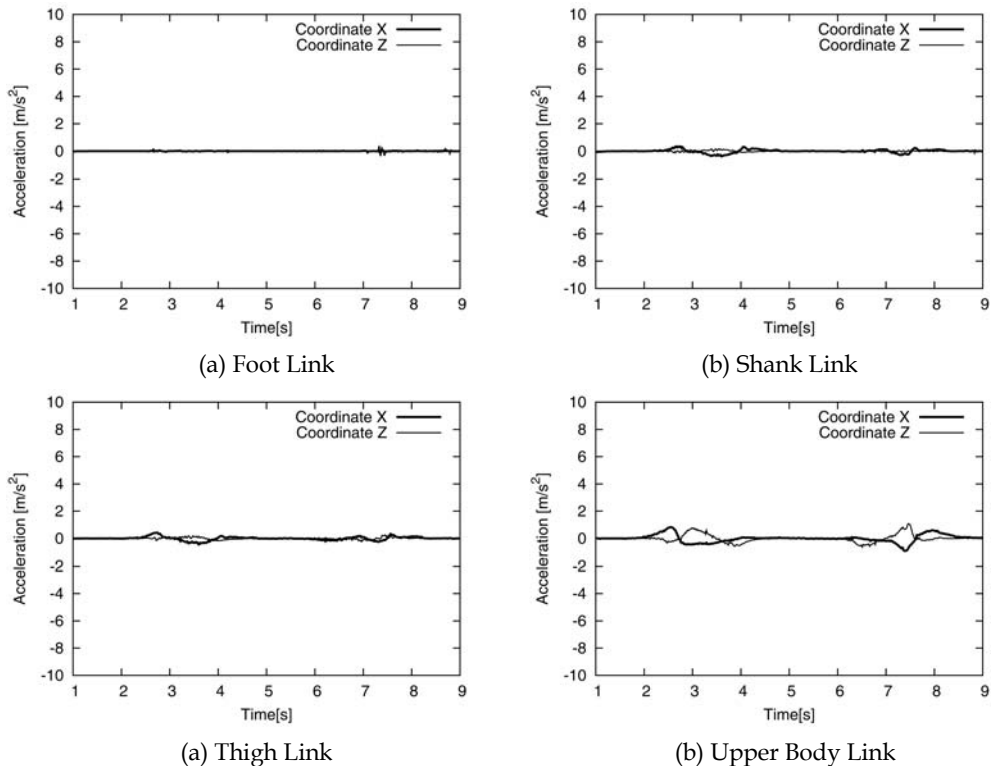 10
8
6
4
2
0
-2
-4
-6
-8
-10
Acceleration [m/s²]
Coordinate X
Coordinate Z
1 2 3 4 5 6 7 8 9
Time[s]
(a) Foot Link
10
8
6
4
2
0
-2
-4
-6
-8
-10
Acceleration [m/s²]
Coordinate X
Coordinate Z
1 2 3 4 5 6 7 8 9
Time[s]
(b) Shank Link
10
8
6
4
2
0
-2
-4
-6
-8
-10
Acceleration [m/s²]
Coordinate X
Coordinate Z
1 2 3 4 5 6 7 8 9
Time[s]
(a) Thigh Link
10
8
6
4
2
0
-2
-4
-6
-8
-10
Acceleration [m/s²]
Coordinate X
Coordinate Z
1 2 3 4 5 6 7 8 9
Time[s]
(b) Upper Body Link